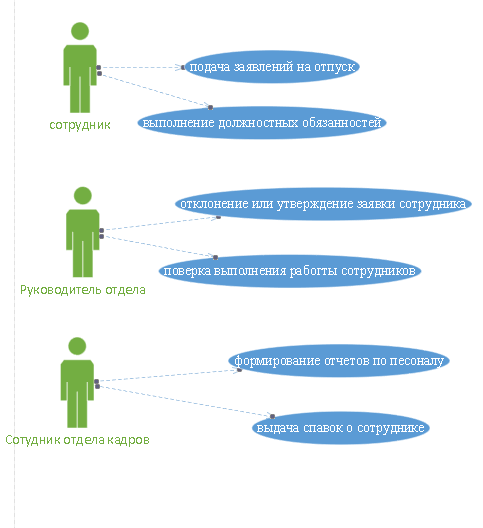 подача заявлений на отпуск
выполнение должностных обязанностей
сотрудник
отклонение или утверждение заявки сотрудника
поверка выполнения работты сотрудников
Руководитель отдела
формирование отчетов по песоналу
выдача спавок о сотруднике
Сотудник отдела кадров